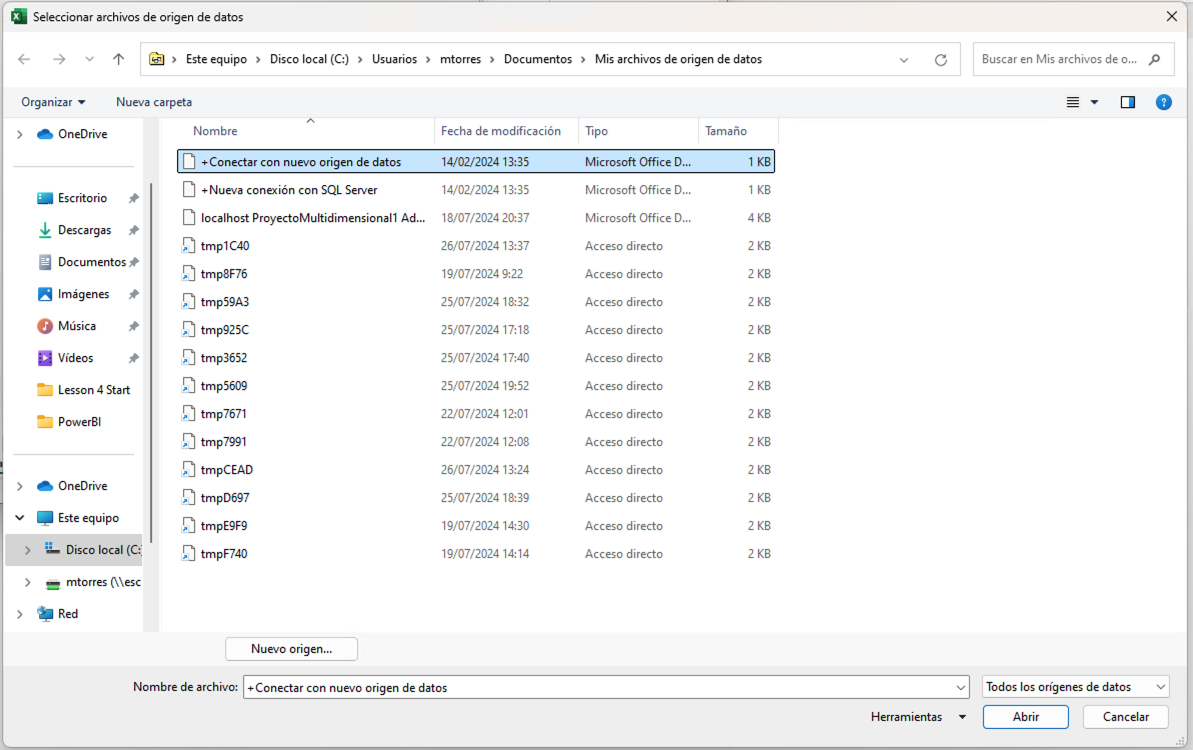 Seleccionar archivos de origen de datos
Este equipo > Disco local (C:) > Usuarios > mtorres > Documentos > Mis archivos de origen de datos
Buscar en Mis archivos de o...
Organizar Nueva carpeta
OneDrive
Escritorio
Descargas
Documentos
Imágenes
Música
Vídeos
Lesson 4 Start
PowerBI
OneDrive
Este equipo
Disco local (C:)
mtorres (\\esc
Red
Nombre Fecha de modificación Tipo Tamaño
+Conectar con nuevo origen de datos 14/02/2024 13:35 Microsoft Office D... 1 KB
+Nueva conexión con SQL Server 14/02/2024 13:35 Microsoft Office D... 1 KB
localhost ProyectoMultidimensional1 Ad... 18/07/2024 20:37 Microsoft Office D... 4 KB
tmp1C40 26/07/2024 13:37 Acceso directo 2 KB
tmp8F76 19/07/2024 9:22 Acceso directo 2 KB
tmp59A3 25/07/2024 18:32 Acceso directo 2 KB
tmp925C 25/07/2024 17:18 Acceso directo 2 KB
tmp3652 25/07/2024 17:40 Acceso directo 2 KB
tmp5609 25/07/2024 19:52 Acceso directo 2 KB
tmp7671 22/07/2024 12:01 Acceso directo 2 KB
tmp7991 22/07/2024 12:08 Acceso directo 2 KB
tmpCEAD 26/07/2024 13:24 Acceso directo 2 KB
tmpD697 25/07/2024 18:39 Acceso directo 2 KB
tmpE9F9 19/07/2024 14:30 Acceso directo 2 KB
tmpF740 19/07/2024 14:14 Acceso directo 2 KB
Nuevo origen...
Nombre de archivo: +Conectar con nuevo origen de datos Todos los orígenes de datos
Herramientas Abrir Cancelar